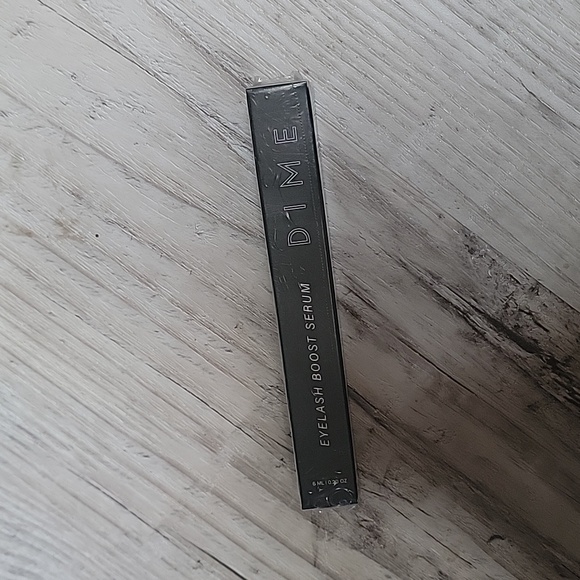 DIME
EYELASH BOOST SERUM
6 ML | 0.20 OZ